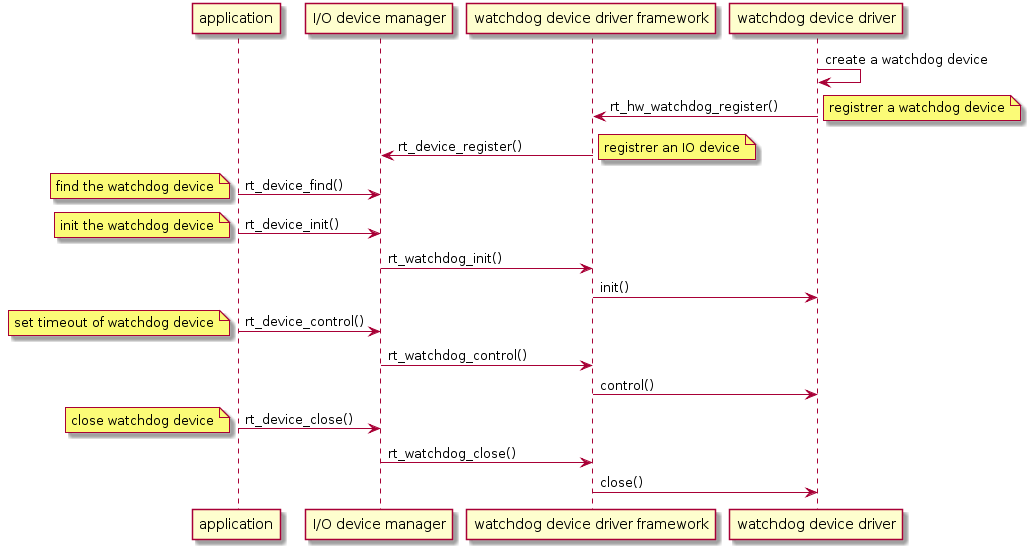 application
I/O device manager
watchdog device driver framework
watchdog device driver
create a watchdog device
rt_hw_watchdog_register()
registrer a watchdog device
rt_device_register()
registrer an IO device
find the watchdog device
rt_device_find()
init the watchdog device
rt_device_init()
rt_watchdog_init()
init()
set timeout of watchdog device
rt_device_control()
rt_watchdog_control()
control()
close watchdog device
rt_device_close()
rt_watchdog_close()
close()
application
I/O device manager
watchdog device driver framework
watchdog device driver